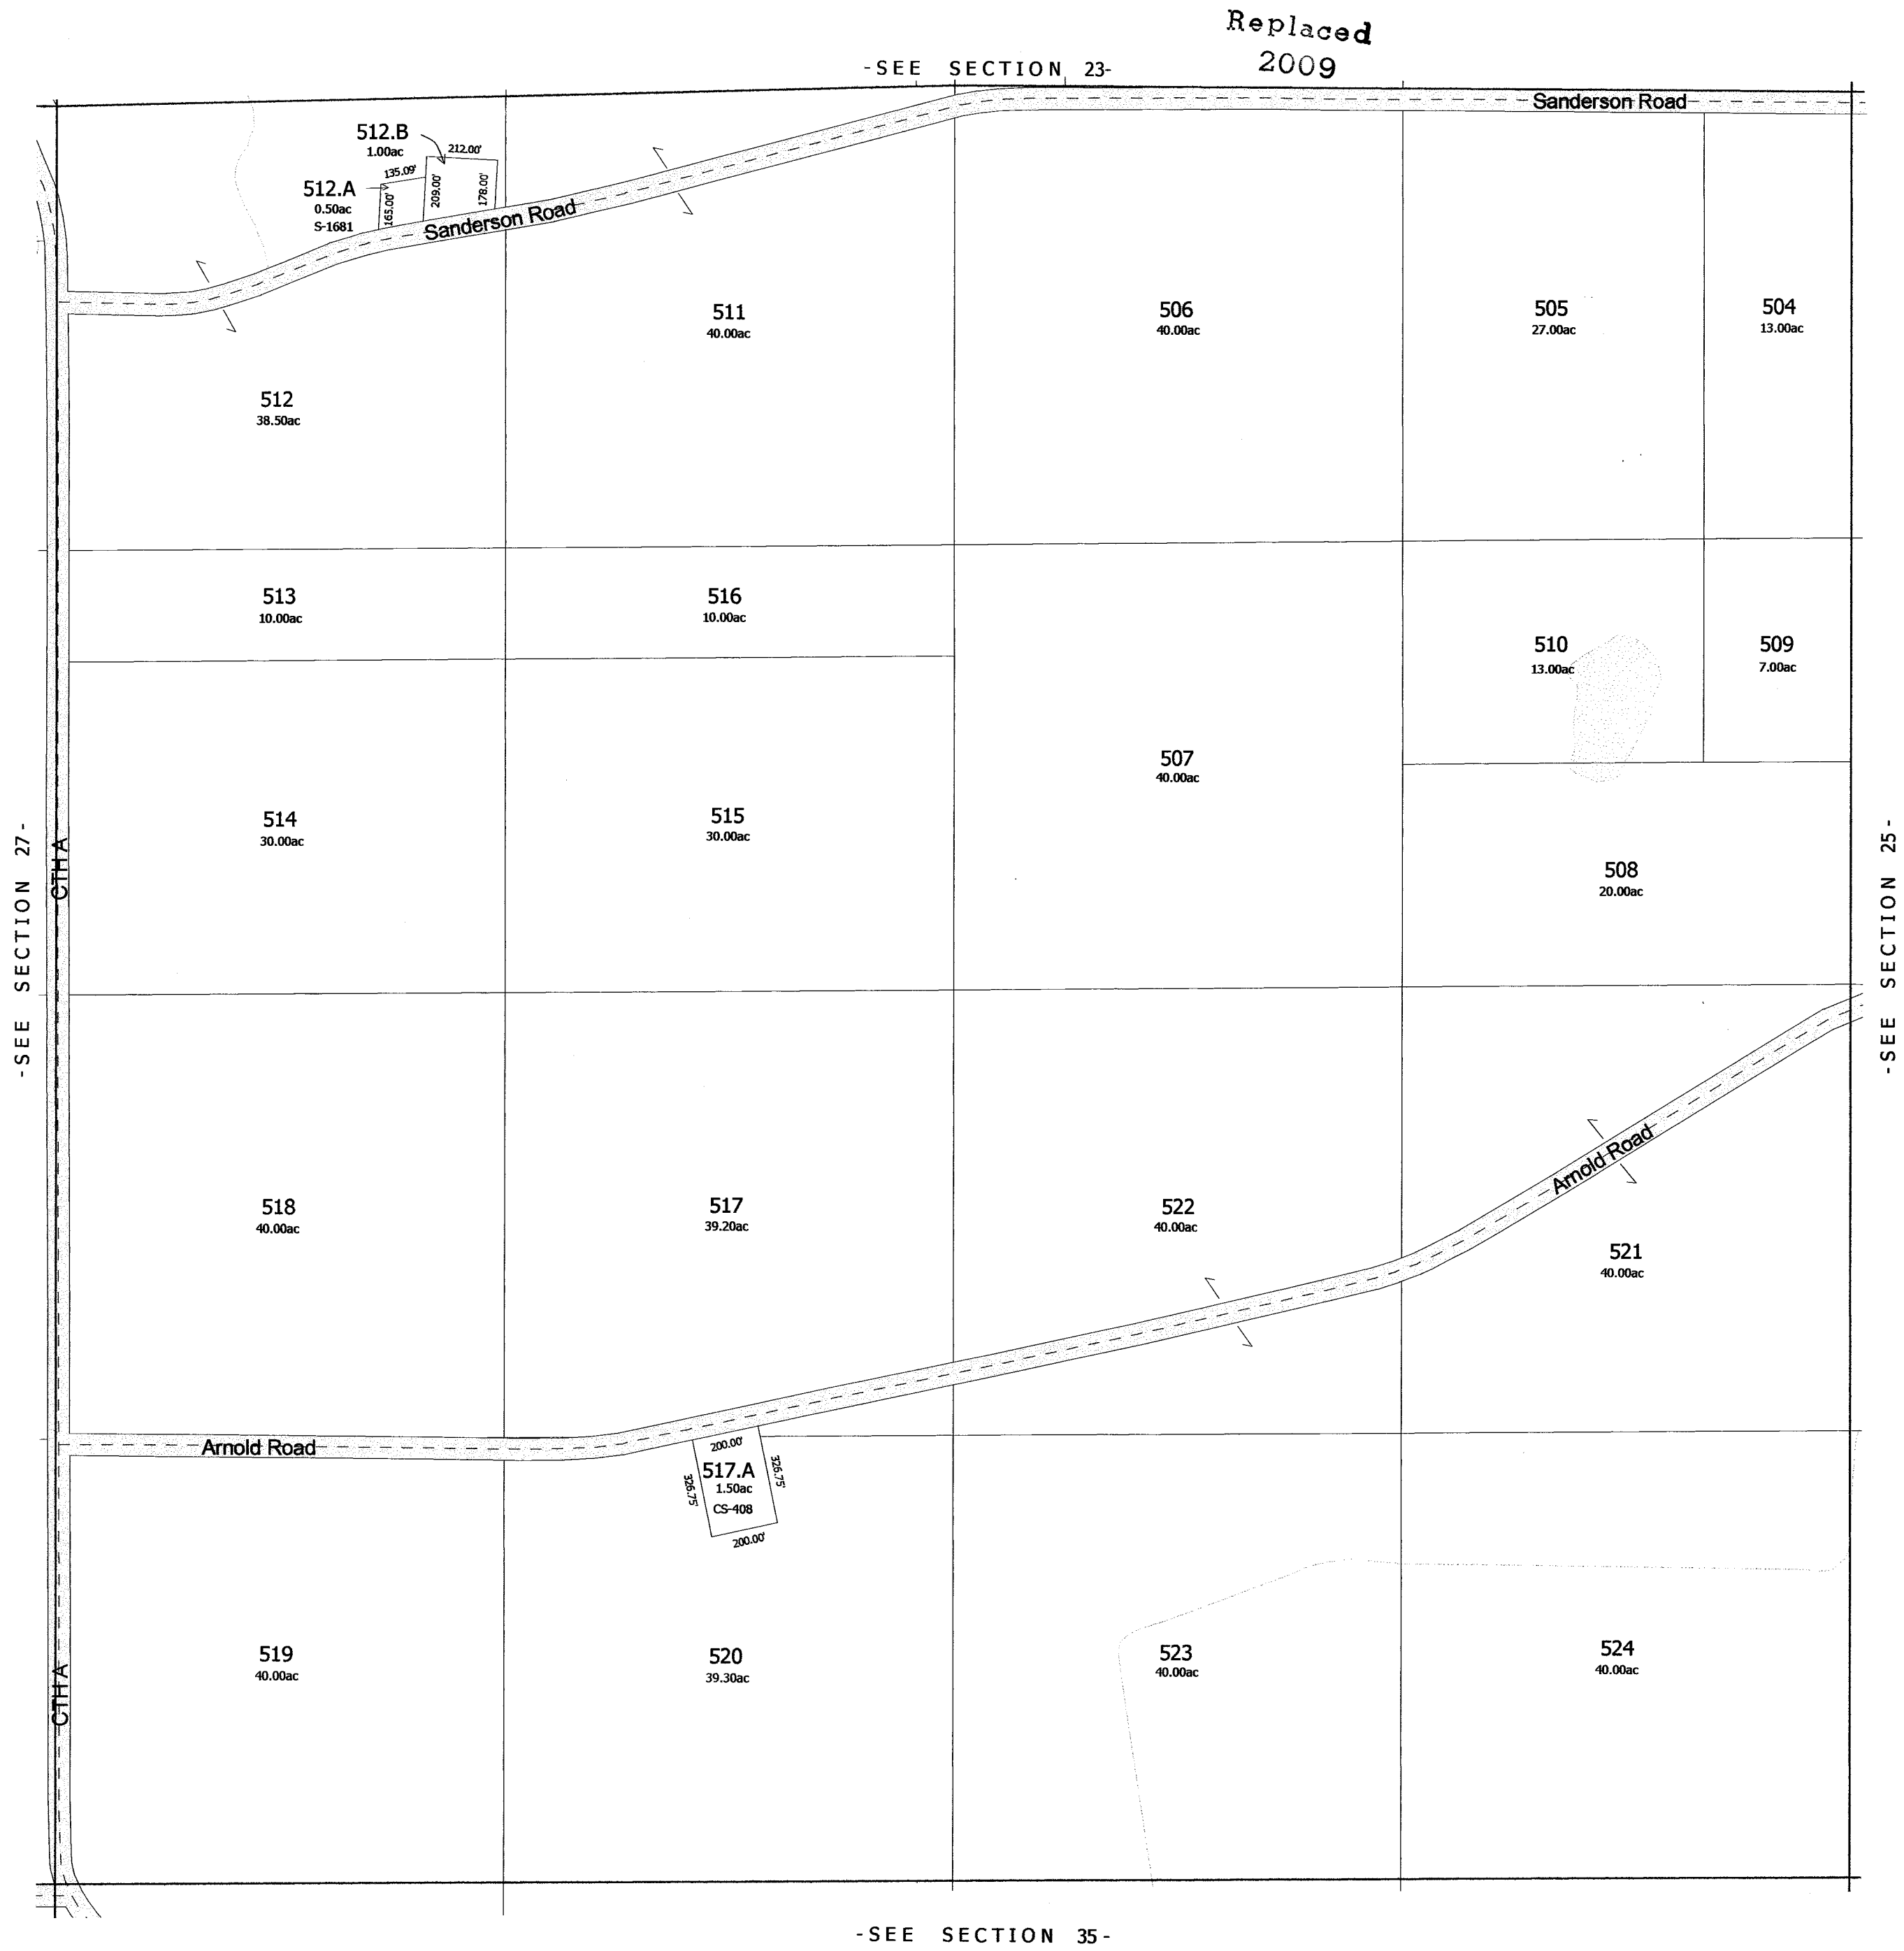 Replaced
2009
-SEE SECTION 23-
Sanderson Road
512.B
1.00ac
212.00'
135.09'
512.A
0.50ac
S-1681
165.00'
209.00'
178.00'
Sanderson Road
511
40.00ac
506
40.00ac
505
27.00ac
504
13.00ac
512
38.50ac
513
10.00ac
516
10.00ac
510
13.00ac
509
7.00ac
507
40.00ac
514
30.00ac
515
30.00ac
508
20.00ac
-SEE SECTION 27-
CTH A
-SEE SECTION 25-
Arnold Road
518
40.00ac
517
39.20ac
522
40.00ac
521
40.00ac
Arnold Road
200.00'
517.A
1.50ac
CS-408
326.75'
326.75'
200.00'
519
40.00ac
520
39.30ac
523
40.00ac
524
40.00ac
CTH A
-SEE SECTION 35-